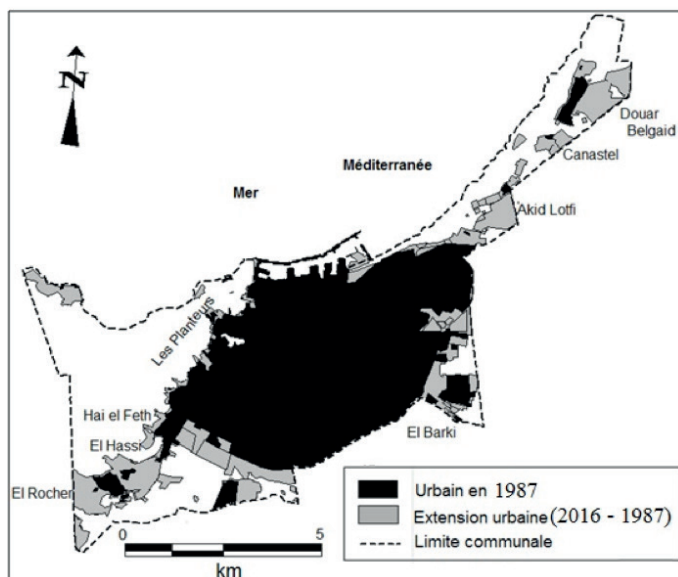 N
Douar
Belgaid
Canastel
Méditerranée
Mer
Akid Lotfi
Les Planteurs
Hai el Feth
El Hassi
El Barki
El Rocher
0 5
km
Urbain en 1987
Extension urbaine (2016 - 1987)
Limite communale